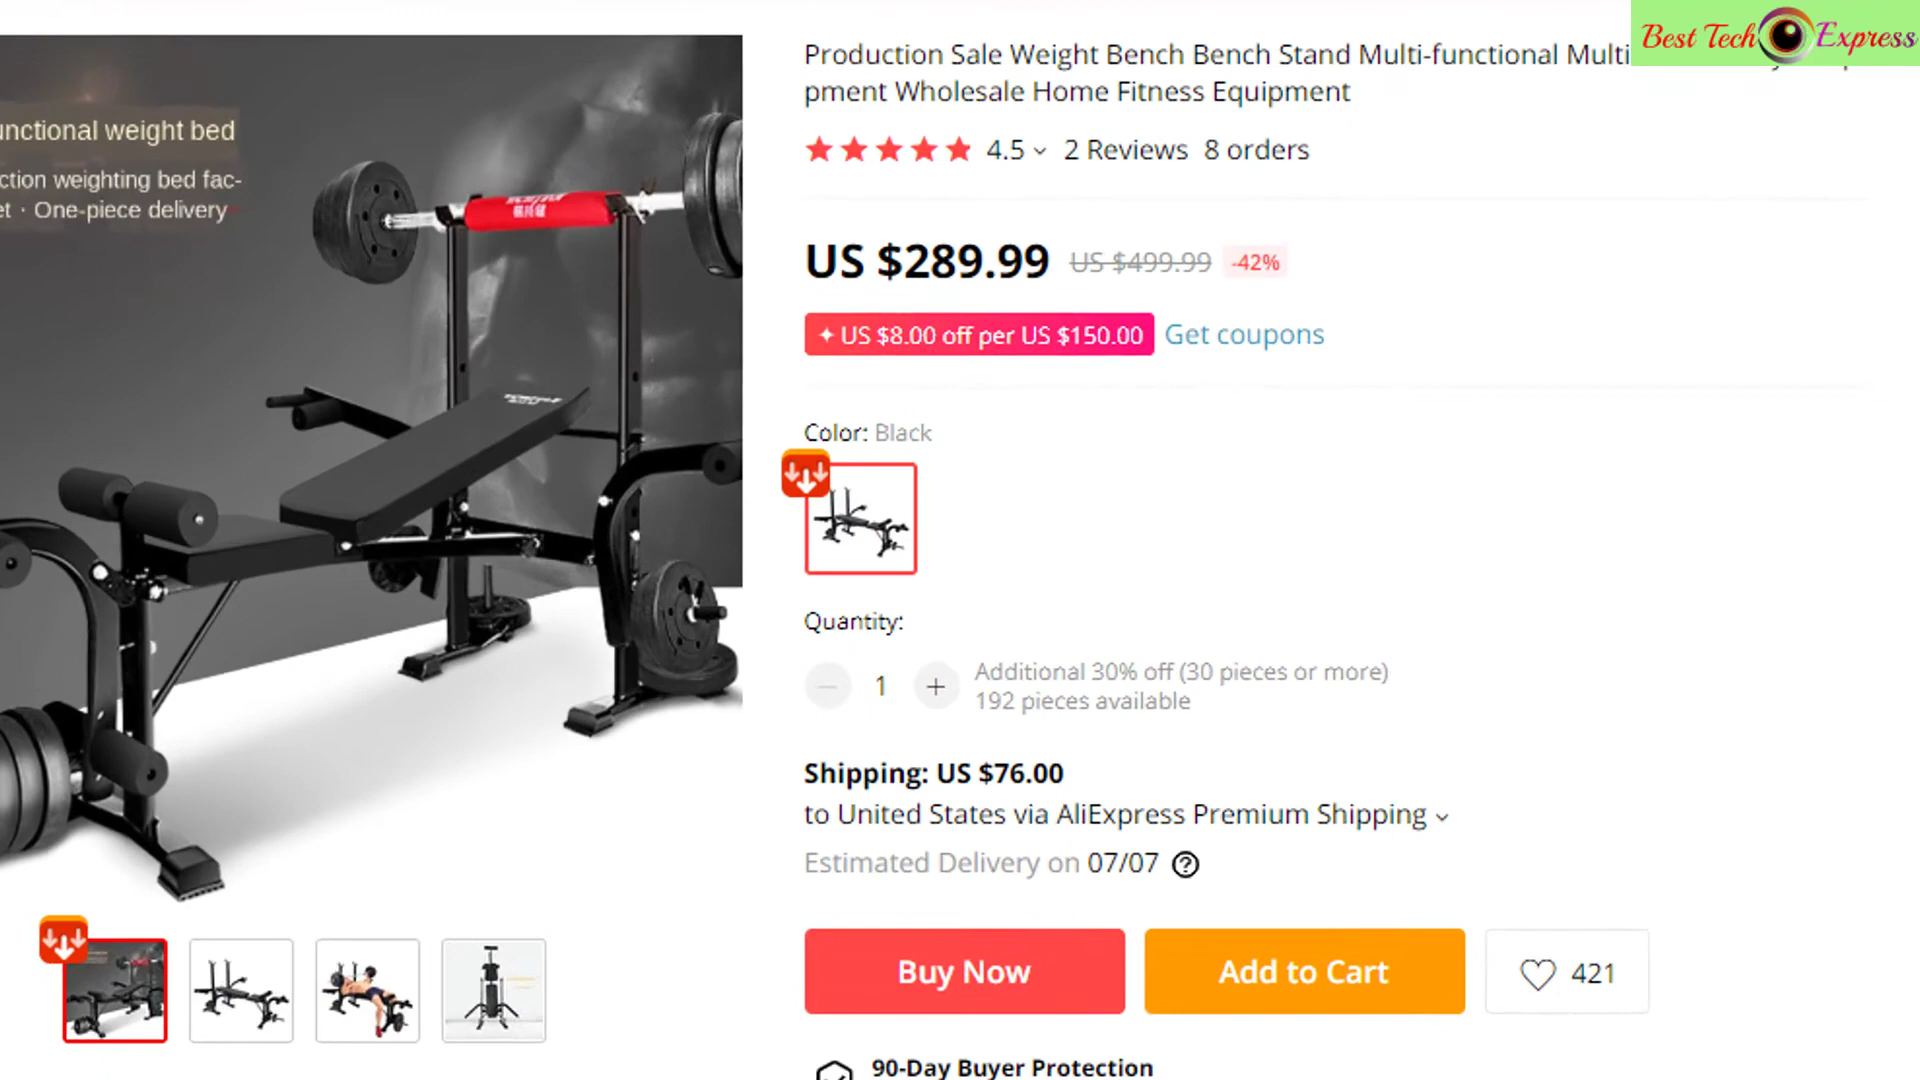 Best Tech Express
Production Sale Weight Bench Bench Stand Multi-functional Multi
pment Wholesale Home Fitness Equipment
unctional weight bed
ction weighting bed fac-
et · One-piece delivery
4.5 2 Reviews 8 orders
US $289.99 US $499.99 -42%
US $8.00 off per US $150.00 Get coupons
Color: Black
Quantity:
1
Additional 30% off (30 pieces or more)
192 pieces available
Shipping: US $76.00
to United States via AliExpress Premium Shipping
Estimated Delivery on 07/07
Buy Now
Add to Cart
421
90-Day Buyer Protection